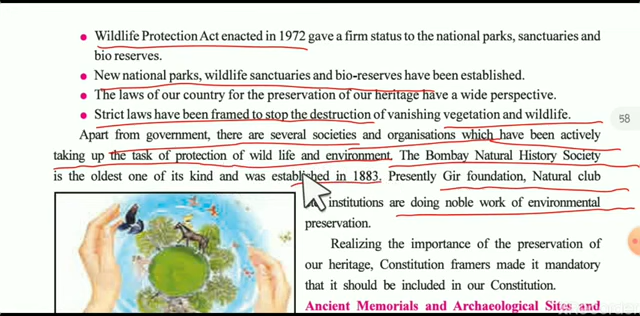 Wildlife Protection Act enacted in 1972 gave a firm status to the national parks, sanctuaries and
bio reserves.
New national parks, wildlife sanctuaries and bio-reserves have been established.
The laws of our country for the preservation of our heritage have a wide perspective.
Strict laws have been framed to stop the destruction of vanishing vegetation and wildlife.
58
Apart from government, there are several societies and organisations which have been actively
taking up the task of protection of wild life and environment. The Bombay Natural History Society
is the oldest one of its kind and was established in 1883. Presently Gir foundation, Natural club
institutions are doing noble work of environmental
preservation.
Realizing the importance of the preservation of
our heritage, Constitution framers made it mandatory
that it should be included in our Constitution.
Ancient Memorials and Archaeological Sites and